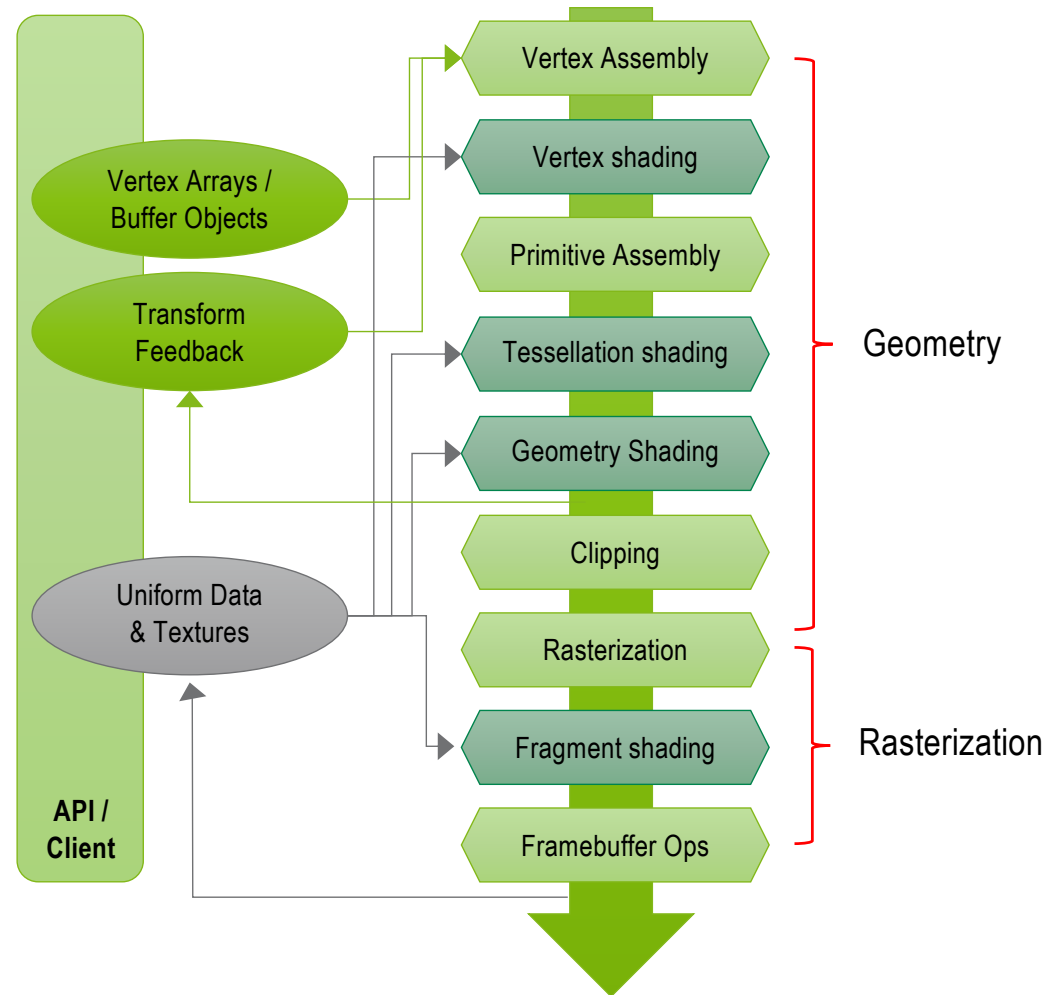 Vertex Assembly
Vertex shading
Vertex Arrays /
Buffer Objects
Primitive Assembly
Transform
Feedback
Tessellation shading
Geometry
Geometry Shading
Clipping
Uniform Data
& Textures
Rasterization
Fragment shading
Rasterization
API /
Client
Framebuffer Ops